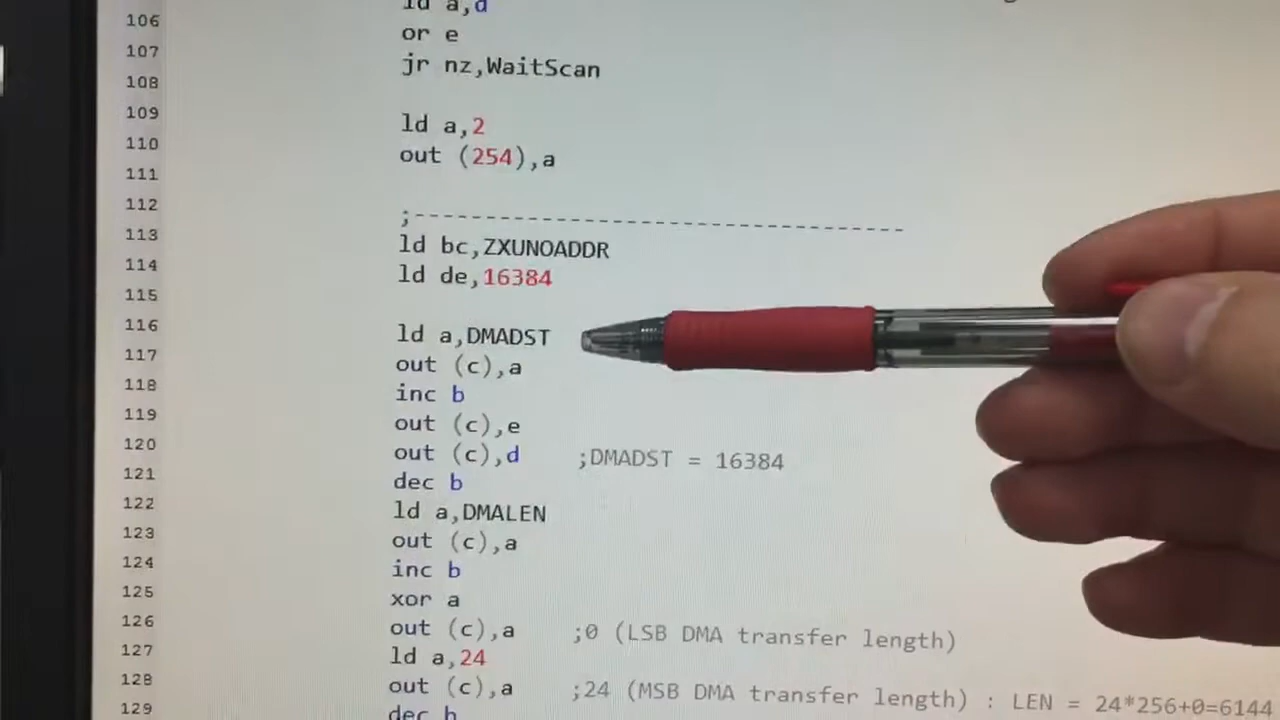 106 ld a,d
107 or e
108 jr nz,WaitScan
109
110 ld a,2
111 out (254),a
112
113 ;-----------------------------------
114 ld bc,ZXUNOADDR
115 ld de,16384
116
117 ld a,DMADST
118 out (c),a
119 inc b
120 out (c),e
121 out (c),d ;DMADST = 16384
122 dec b
123 ld a,DMALEN
124 out (c),a
125 inc b
126 xor a
127 out (c),a ;0 (LSB DMA transfer length)
128 ld a,24
129 out (c),a ;24 (MSB DMA transfer length) : LEN = 24*256+0=6144
dec b